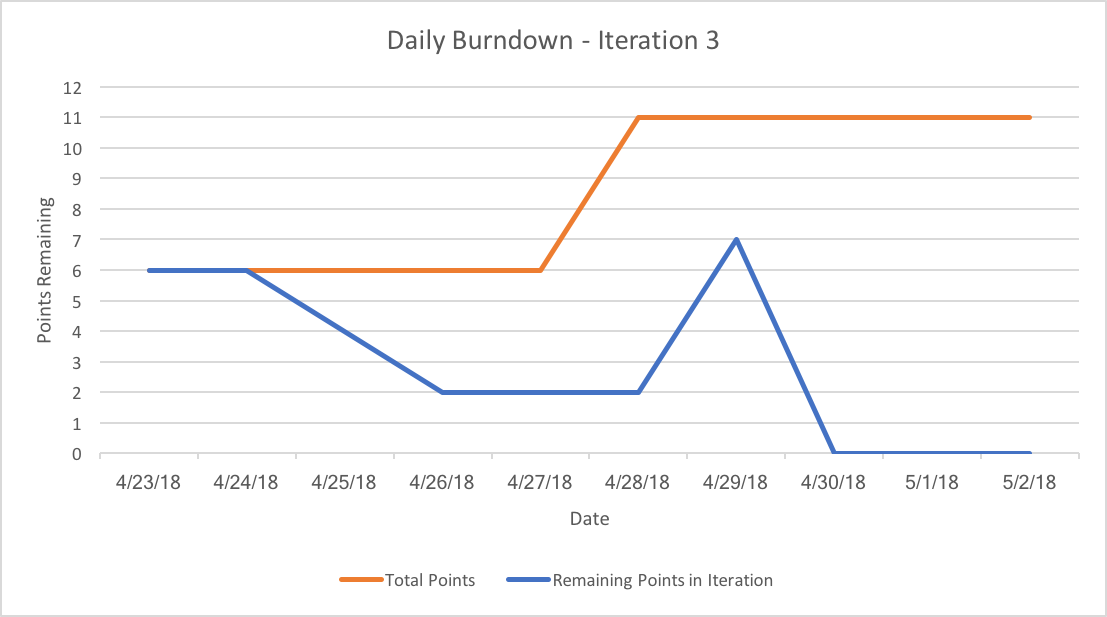 Daily Burndown - Iteration 3
12
11
10
9
8
7
6
5
4
3
2
1
0
Points Remaining
4/23/18 4/24/18 4/25/18 4/26/18 4/27/18 4/28/18 4/29/18 4/30/18 5/1/18 5/2/18
Date
Total Points Remaining Points in Iteration